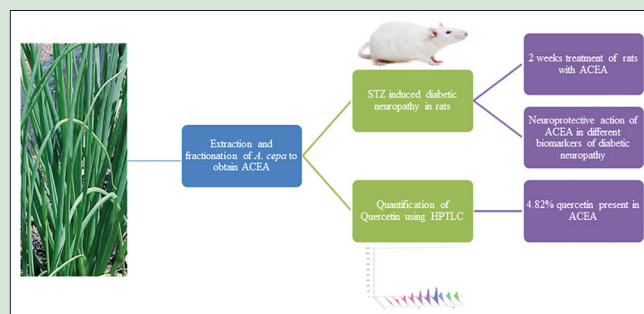 Extraction and
fractionation of A. cepa to
obtain ACEA
STZ induced diabetic
neuropathy in rats
2 weeks treatment of rats
with ACEA
Neuroprotective action of
ACEA in different
biomarkers of diabetic
neuropathy
Quantification of
Quercetin using HPTLC
4.82% quercetin present in
ACEA